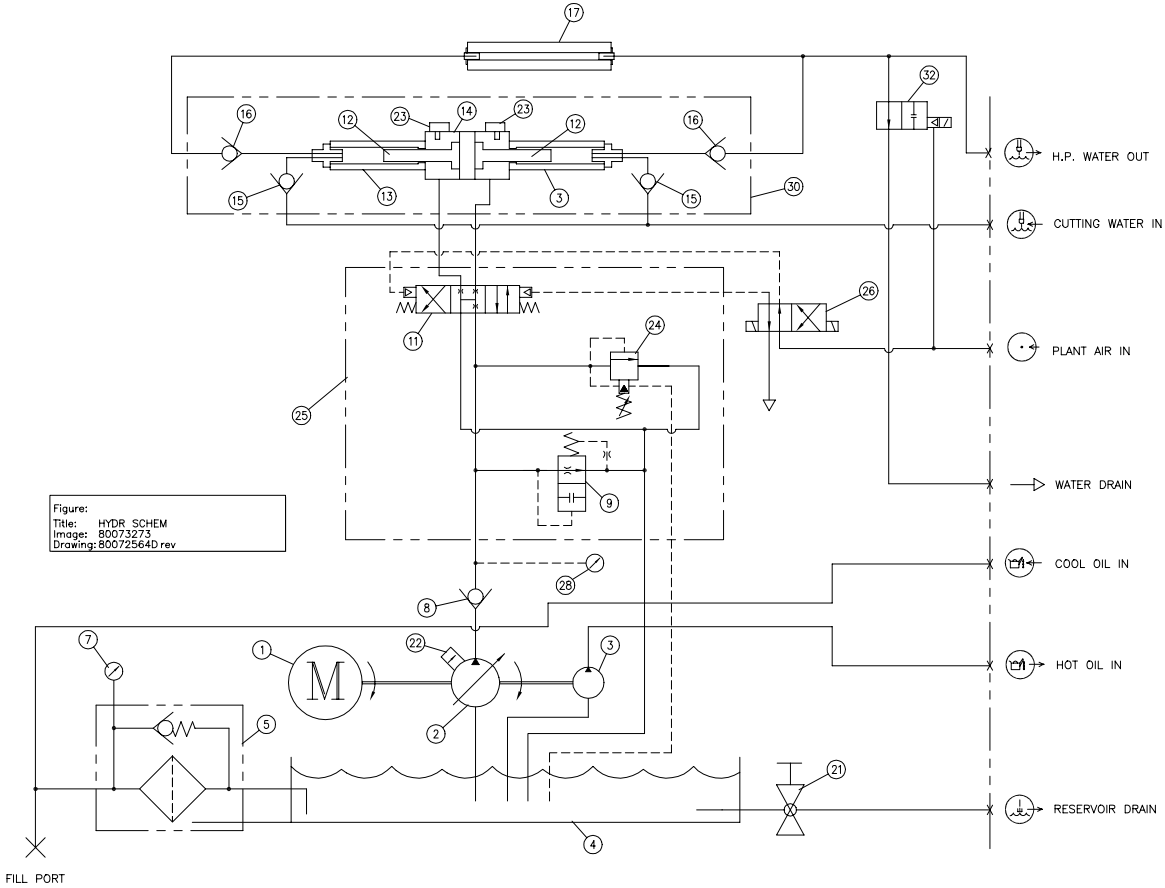 17
32
16
23
14
23
12
12
16
H.P. WATER OUT
15
13
3
15
30
CUTTING WATER IN
26
11
24
PLANT AIR IN
25
9
WATER DRAIN
Figure:
Title: HYDR SCHEM
Image: 80073273
Drawing: 80072564D rev
28
COOL OIL IN
8
7
1
M
22
3
HOT OIL IN
2
5
21
RESERVOIR DRAIN
4
FILL PORT